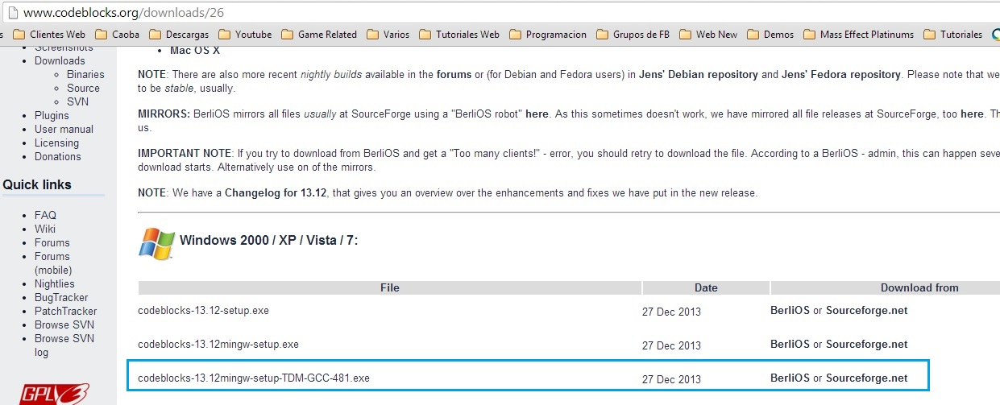 www.codeblocks.org/downloads/26
s Clientes Web Caoba Descargas Youtube Game Related Varios Tutoriales Web Programacion Grupos de FB Web New Demos Mass Effect Platinums Tutoriales
Screenshots
Downloads
Binaries
Source
SVN
Plugins
User manual
Licensing
Donations
Quick links
FAQ
Wiki
Forums
Forums
(mobile)
Nightlies
BugTracker
PatchTracker
Browse SVN
Browse SVN
log
GPLv3
Mac OS X
NOTE: There are also more recent nightly builds available in the forums or (for Debian and Fedora users) in Jens' Debian repository and Jens' Fedora repository. Please note that we
to be stable, usually.
MIRRORS: BerliOS mirrors all files usually at SourceForge using a "BerliOS robot" here. As this sometimes doesn't work, we have mirrored all file releases at SourceForge, too here. Th
us.
IMPORTANT NOTE: If you try to download from BerliOS and get a "Too many clients!" - error, you should retry to download the file. According to a BerliOS - admin, this can happen seve
download starts. Alternatively use on of the mirrors.
NOTE: We have a Changelog for 13.12, that gives you an overview over the enhancements and fixes we have put in the new release.
Windows 2000 / XP / Vista / 7:
File Date Download from
codeblocks-13.12-setup.exe 27 Dec 2013 BerliOS or Sourceforge.net
codeblocks-13.12mingw-setup.exe 27 Dec 2013 BerliOS or Sourceforge.net
codeblocks-13.12mingw-setup-TDM-GCC-481.exe 27 Dec 2013 BerliOS or Sourceforge.net